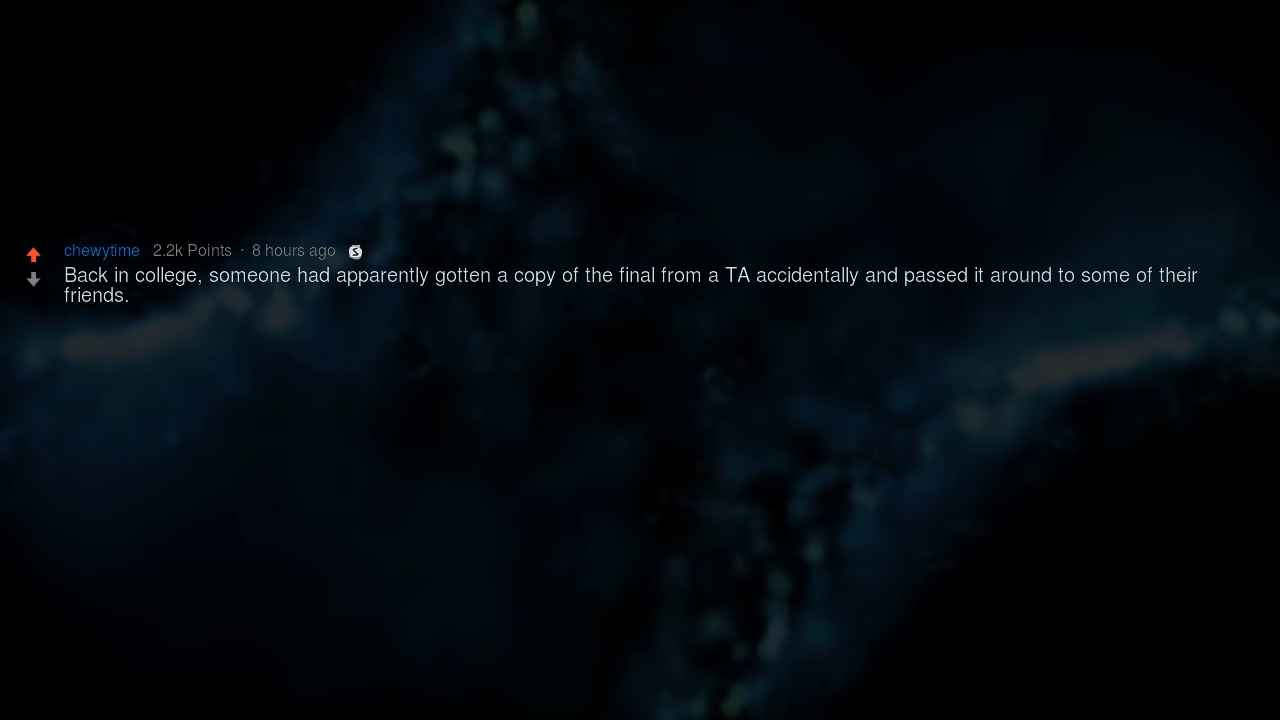 chewytime 2.2k Points · 8 hours ago
Back in college, someone had apparently gotten a copy of the final from a TA accidentally and passed it around to some of their
friends.